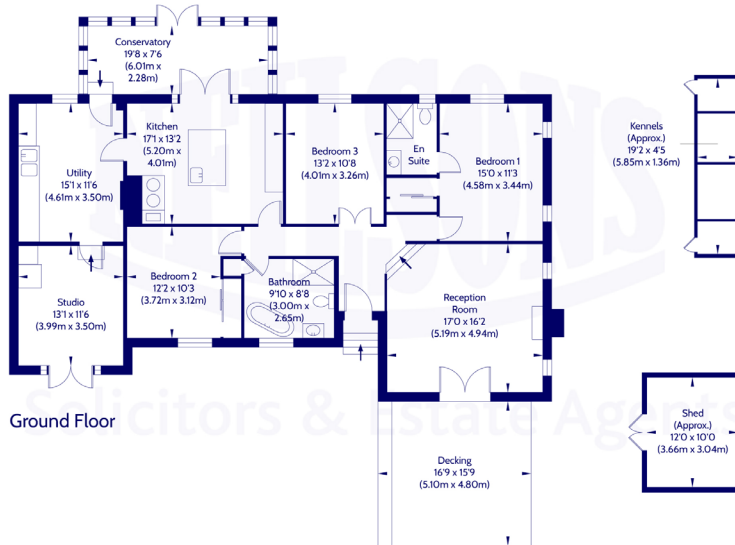 Conservatory
19'8 x 7'6
(6.01m x
2.28m)
Kitchen
17'1 x 13'2
(5.20m x
4.01m)
Utility
15'1 x 11'6
(4.61m x 3.50m)
Bedroom 3
13'2 x 10'8
(4.01m x 3.26m)
En
Suite
Bedroom 1
15'0 x 11'3
(4.58m x 3.44m)
Kennels
(Approx.)
19'2 x 4'5
(5.85m x 1.36m)
Studio
13'1 x 11'6
(3.99m x 3.50m)
Bedroom 2
12'2 x 10'3
(3.72m x 3.12m)
Bathroom
9'10 x 8'8
(3.00m x
2.65m)
Reception
Room
17'0 x 16'2
(5.19m x 4.94m)
Ground Floor
Shed
(Approx.)
12'0 x 10'0
(3.66m x 3.04m)
Decking
16'9 x 15'9
(5.10m x 4.80m)
NEILSONS
Solicitors & Estate Agents